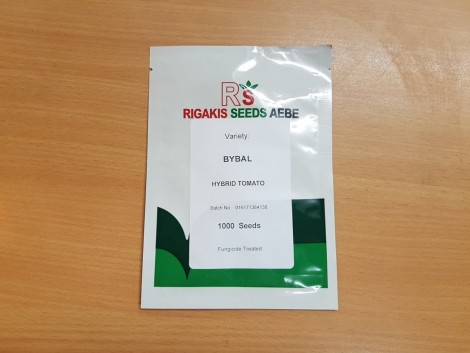 RS
RIGAKIS SEEDS AEBE
Variety:
BYBAL
HYBRID TOMATO
Batch No
1000 Seeds
Fungicide Treated